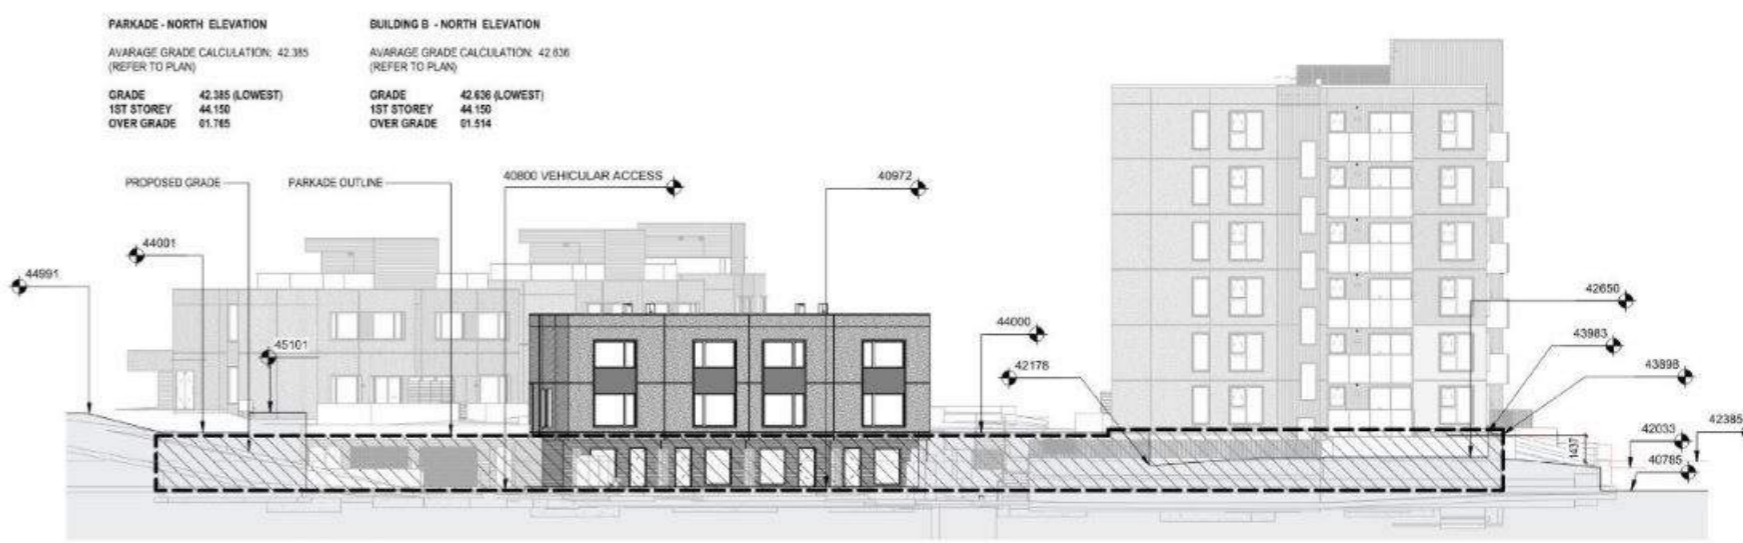 PARKADE - NORTH ELEVATION
AVARAGE GRADE CALCULATION: 42.385
(REFER TO PLAN)
GRADE 42.385 (LOWEST)
1ST STOREY 44.150
OVER GRADE 01.765
BUILDING B - NORTH ELEVATION
AVARAGE GRADE CALCULATION: 42.636
(REFER TO PLAN)
GRADE 42.636 (LOWEST)
1ST STOREY 44.150
OVER GRADE 01.514
PROPOSED GRADE
PARKADE OUTLINE
40800 VEHICULAR ACCESS
40972
44001
44991
45101
44000
42178
42650
43983
43898
42385
42033
1437
40785